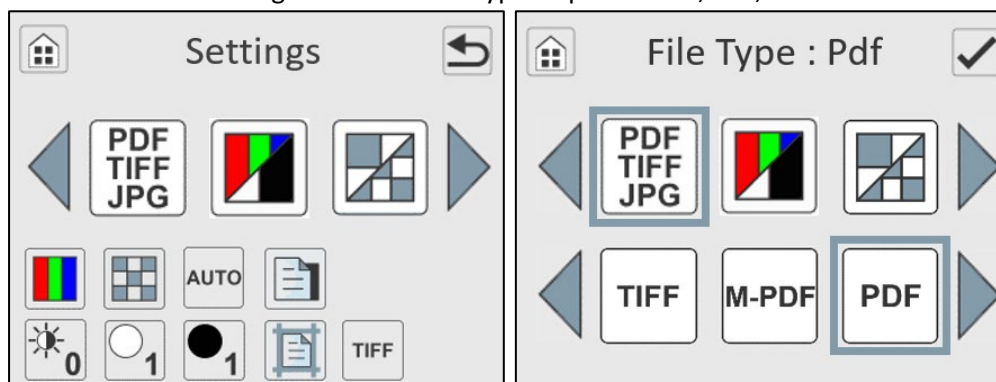 Settings
PDF
TIFF
JPG
AUTO
0
1
1
TIFF
File Type : Pdf
PDF
TIFF
JPG
TIFF
M-PDF
PDF